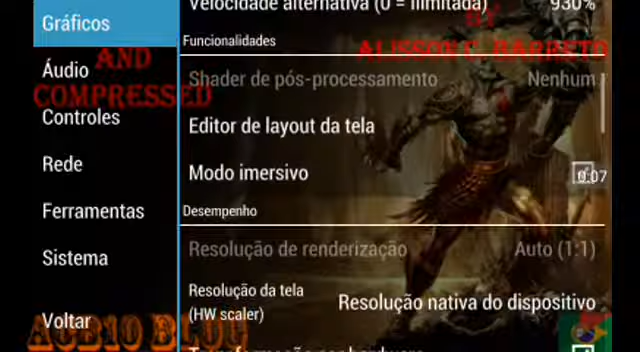 Gráficos
Áudio
Controles
Rede
Ferramentas
Sistema
Voltar
Velocidade alternativa (0 = ilimitada) 930%
Funcionalidades
Shader de pós-processamento Nenhum
Editor de layout da tela
Modo imersivo
0:07
Desempenho
Resolução de renderização Auto (1:1)
Resolução da tela
(HW scaler) Resolução nativa do dispositivo
BY
ALISSON C. BARRETO
AND
COMPRESSED
ACB10 BLOG